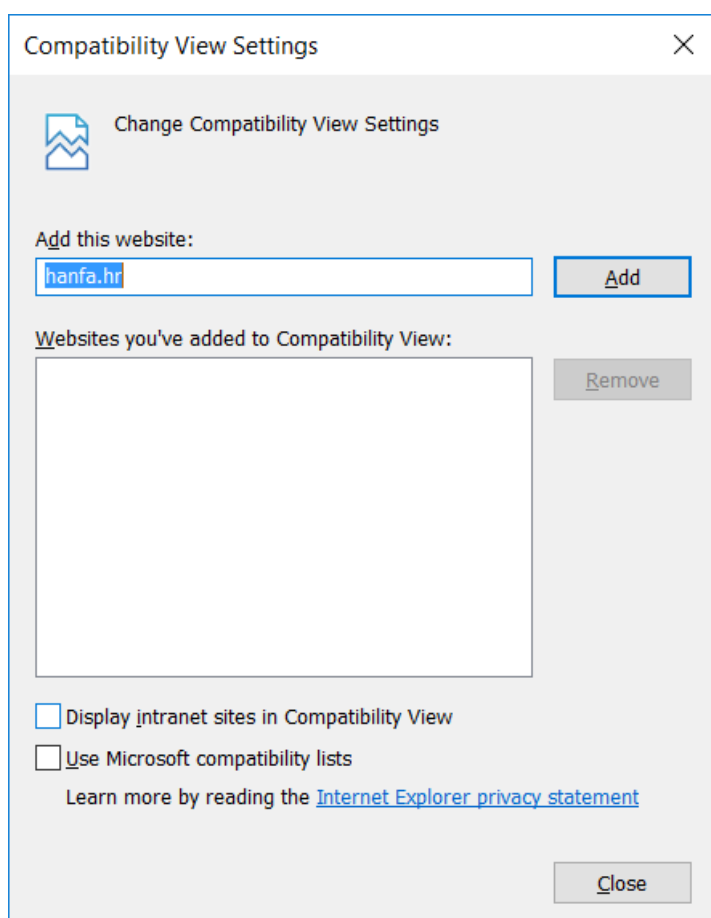 Compatibility View Settings
Change Compatibility View Settings
Add this website:
hanfa.hr
Add
Websites you've added to Compatibility View:
Remove
Display intranet sites in Compatibility View
Use Microsoft compatibility lists
Learn more by reading the Internet Explorer privacy statement
Close